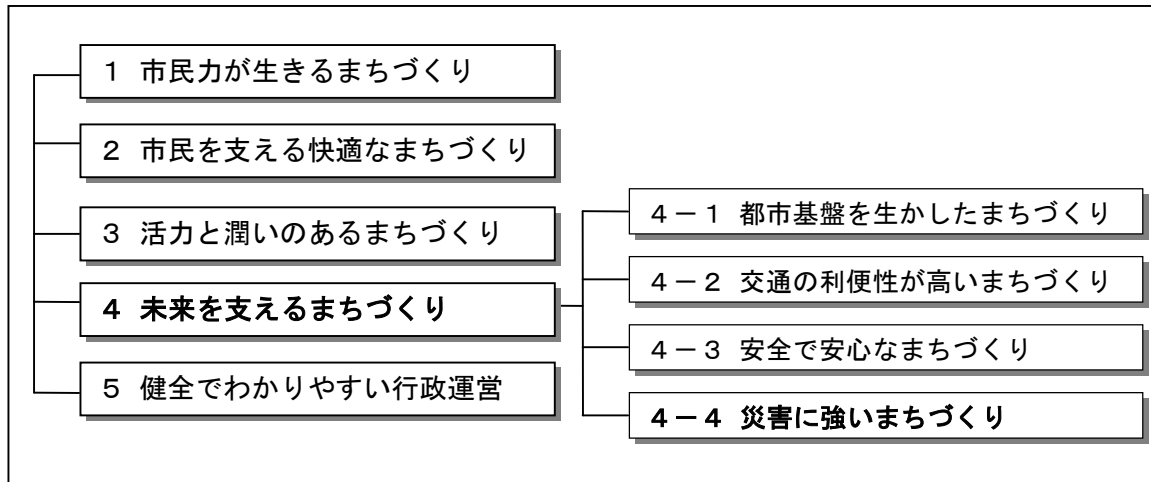 １ 市民力が生きるまちづくり
２ 市民を支える快適なまちづくり
３ 活力と潤いのあるまちづくり
４ 未来を支えるまちづくり
５ 健全でわかりやすい行政運営
４－１ 都市基盤を生かしたまちづくり
４－２ 交通の利便性が高いまちづくり
４－３ 安全で安心なまちづくり
４－４ 災害に強いまちづくり